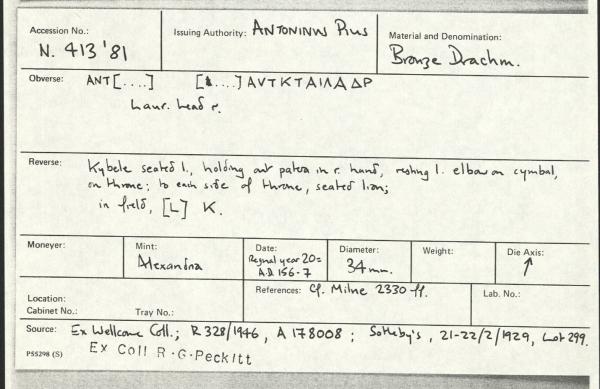 Accession No.: N. 413 '81
Issuing Authority: ANTONINVS PIUS
Material and Denomination: Bronze Drachm.
Obverse: ANT[....] [....] AVTKTAIΛAΔP
Laur. head r.
Reverse: Kybele seated l., holding out patera in r. hand, resting l. elbow on cymbal,
on throne; to each side of throne, seated lion;
in field, [L] K.
Moneyer:
Mint: Alexandria
Date: Regnal year 20 = A.D. 156-7
Diameter: 34 mm.
Weight:
Die Axis: ↑
Location:
Cabinet No.: Tray No.:
References: Cf. Milne 2330 ff.
Lab. No.:
Source: Ex Wellcome Coll.; R 328/1946, A 178008; Sotheby's, 21-22/2/1929, Lot 299.
P55298 (S) Ex Coll R.G.Peckitt